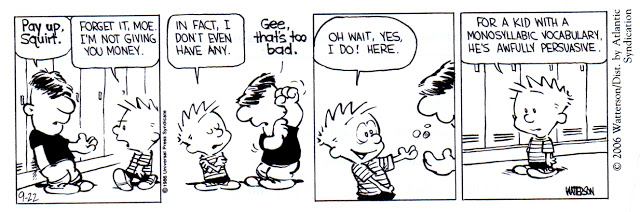 Pay up,
Squirt.
FORGET IT, MOE.
I'M NOT GIVING
YOU MONEY.
9-22
IN FACT, I
DON'T EVEN
HAVE ANY.
Gee,
that's too
bad.
© 1986 Universal Press Syndicate
OH WAIT, YES,
I DO! HERE.
FOR A KID WITH A
MONOSYLLABIC VOCABULARY,
HE'S AWFULLY PERSUASIVE.
WATTERSON
© 2006 Watterson/Dist. by Atlantic
Syndication